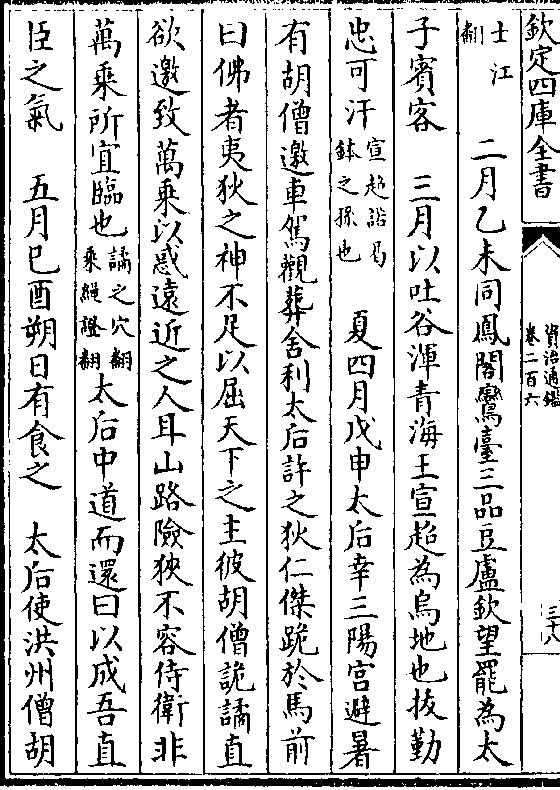 欽定四庫全書
資治通鑑
卷二百六
三十八
士江
翻
二月乙未同鳳閣鸞臺三品豆盧欽望罷為太
子賓客　三月以吐谷渾青海王宣超為烏地也拔勤
忠可汗
宣超諾曷
鉢之孫也
夏四月戊申太后幸三陽宮避暑
有胡僧邀車駕觀葬舍利太后許之狄仁傑跪於馬前
曰佛者夷狄之神不足以屈天下之主彼胡僧詭譎直
欲邀致萬乘以惑遠近之人耳山路險狹不容侍衛非
萬乘所宜臨也
譎之穴翻
乘繩證翻
太后中道而還曰以成吾直
臣之氣　五月己酉朔日有食之　太后使洪州僧胡